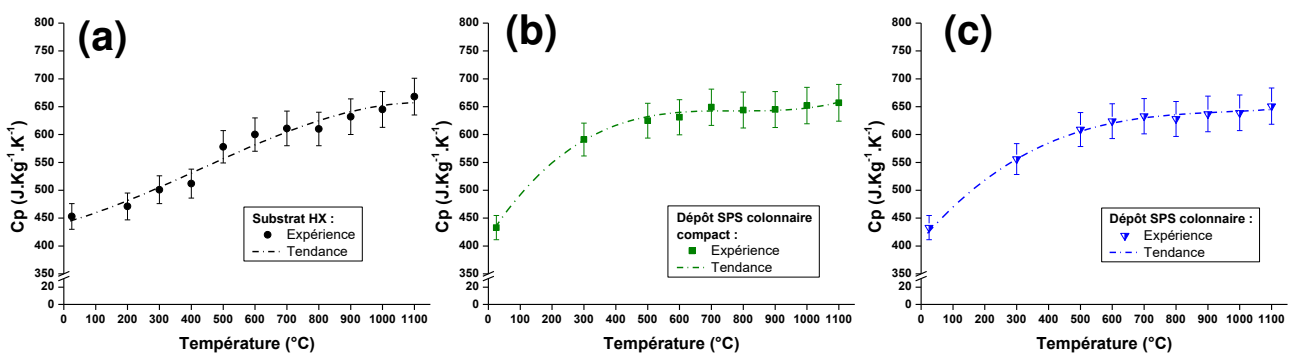 (a)
Cp (J.Kg⁻¹.K⁻¹)
800
750
700
650
600
550
500
450
400
350
20
0
0 100 200 300 400 500 600 700 800 900 1000 1100
Température (°C)
Substrat HX :
Expérience
Tendance
(b)
Cp (J.Kg⁻¹.K⁻¹)
800
750
700
650
600
550
500
450
400
350
20
0
0 100 200 300 400 500 600 700 800 900 1000 1100
Température (°C)
Dépôt SPS colonnaire
compact :
Expérience
Tendance
(c)
Cp (J.Kg⁻¹.K⁻¹)
800
750
700
650
600
550
500
450
400
350
20
0
0 100 200 300 400 500 600 700 800 900 1000 1100
Température (°C)
Dépôt SPS colonnaire :
Expérience
Tendance